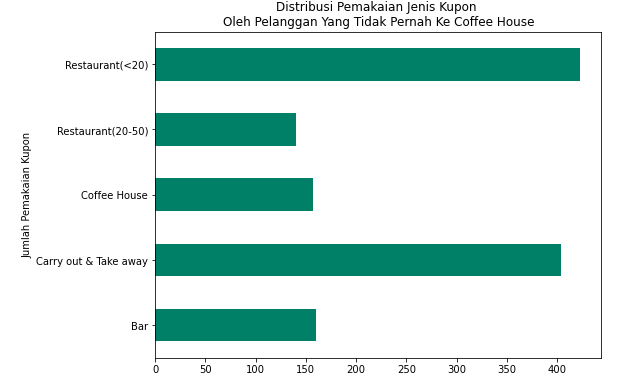 Distribusi Pemakaian Jenis Kupon
Oleh Pelanggan Yang Tidak Pernah Ke Coffee House
Jumlah Pemakaian Kupon
Restaurant(<20)
Restaurant(20-50)
Coffee House
Carry out & Take away
Bar
0 50 100 150 200 250 300 350 400